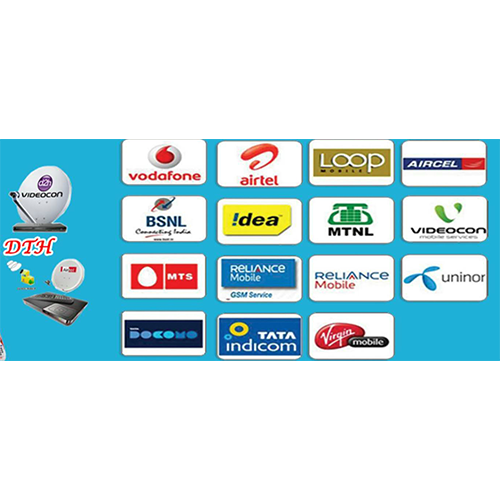 vodafone
airtel
LOOP
MOBILE
AIRCEL
d2h
VIDEOCON
DTH
BSNL
Connecting India
!dea
MTNL
VIDEOCON
mobile services
MTS
RELIANCE
Mobile
GSM Service
RELIANCE
Mobile
uninor
DOCOMO
TATA
indicom
Virgin
mobile